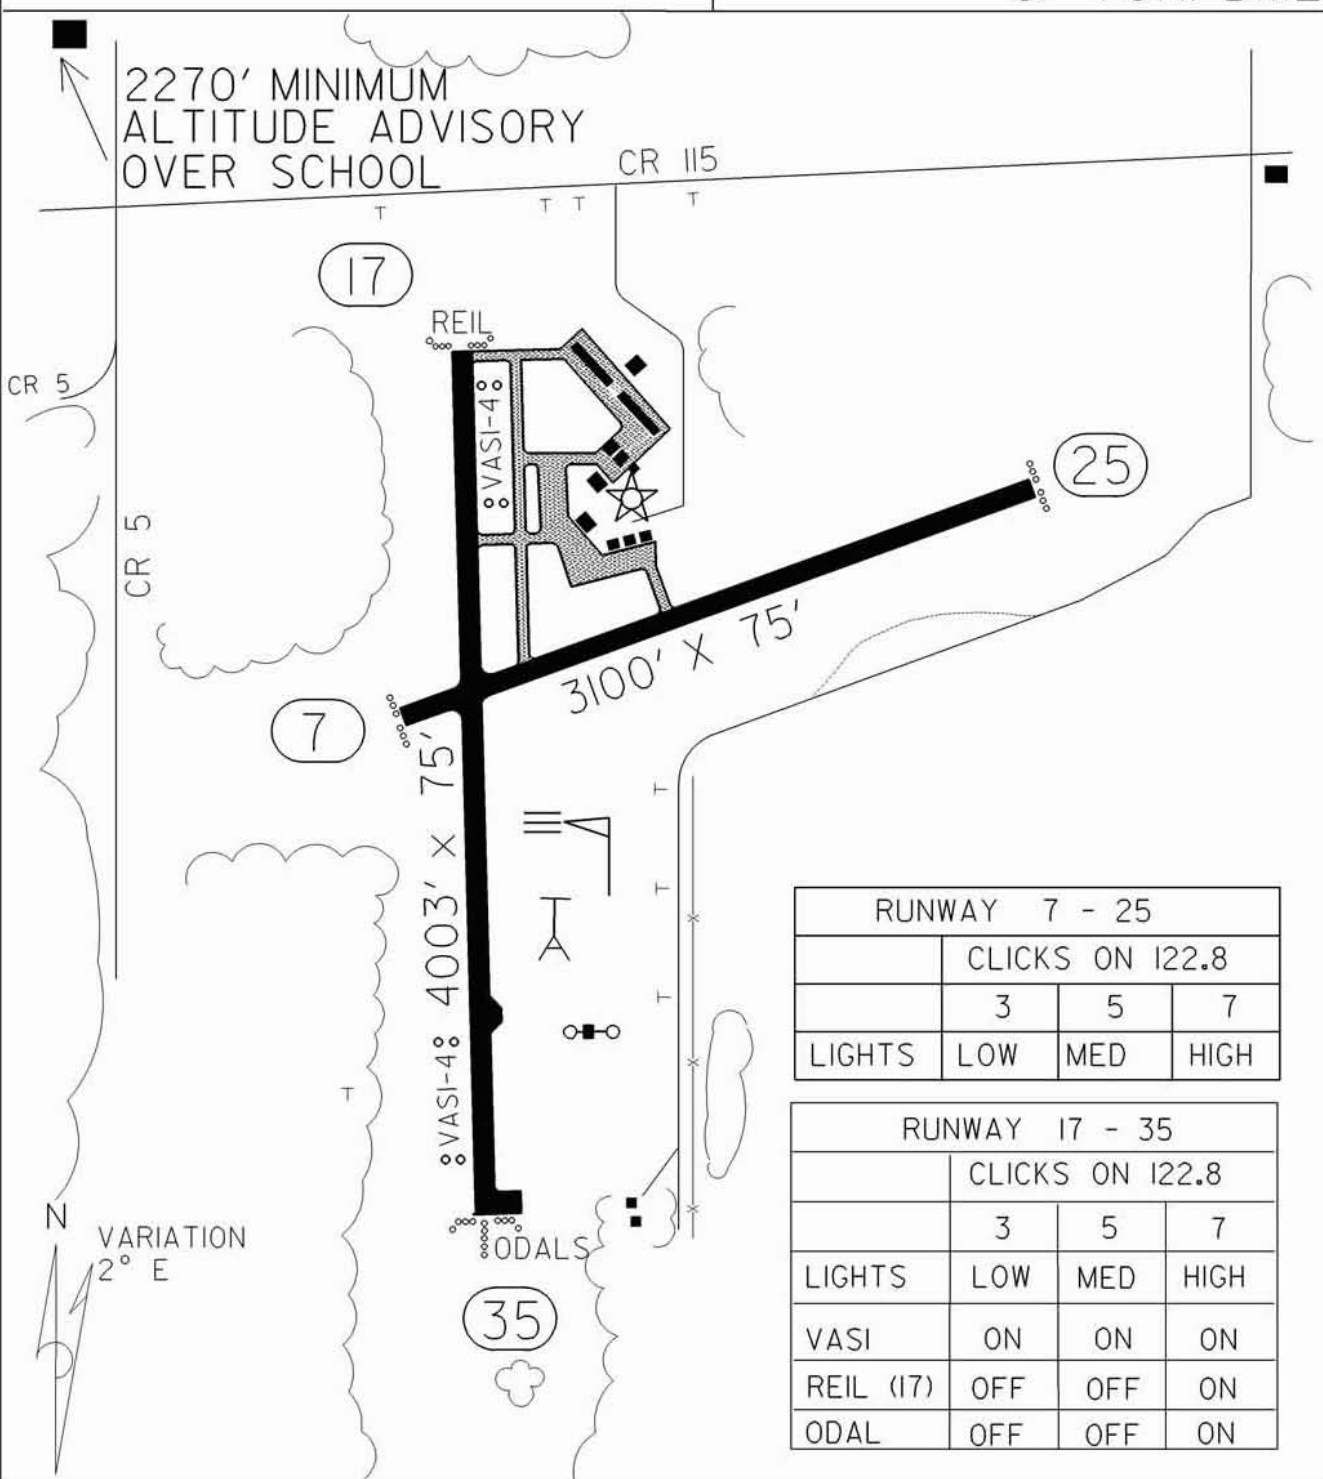 2270' MINIMUM
ALTITUDE ADVISORY
OVER SCHOOL
CR 115
T
T T
T
17
REIL
CR 5
VASI-4
25
CR 5
3100' X 75'
7
4003' X 75'
T
T
T
VASI-4
T
N
VARIATION
2° E
ODALS
35
RUNWAY 7 - 25
CLICKS ON 122.8
3 5 7
LIGHTS LOW MED HIGH
RUNWAY 17 - 35
CLICKS ON 122.8
3 5 7
LIGHTS LOW MED HIGH
VASI ON ON ON
REIL (17) OFF OFF ON
ODAL OFF OFF ON